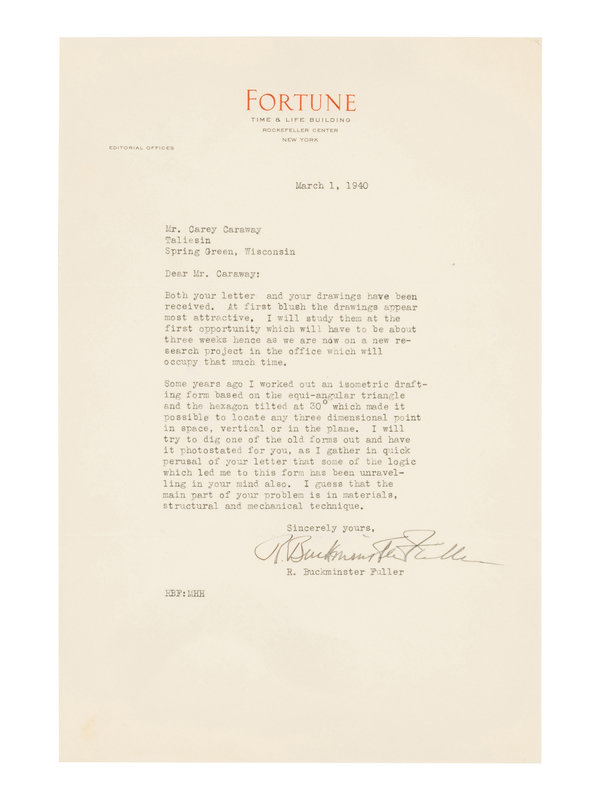 FORTUNE
TIME & LIFE BUILDING
ROCKEFELLER CENTER
NEW YORK
EDITORIAL OFFICES
March 1, 1940
Mr. Carey Caraway
Taliesin
Spring Green, Wisconsin
Dear Mr. Caraway:
Both your letter and your drawings have been
received. At first blush the drawings appear
most attractive. I will study them at the
first opportunity which will have to be about
three weeks hence as we are now on a new re-
search project in the office which will
occupy that much time.
Some years ago I worked out an isometric draft-
ing form based on the equi-angular triangle
and the hexagon tilted at 30° which made it
possible to locate any three dimensional point
in space, vertical or in the plane. I will
try to dig one of the old forms out and have
it photostated for you, as I gather in quick
perusal of your letter that some of the logic
which led me to this form has been unravel-
ling in your mind also. I guess that the
main part of your problem is in materials,
structural and mechanical technique.
Sincerely yours,
R. Buckminster Fuller
R. Buckminster Fuller
RBF:MHH